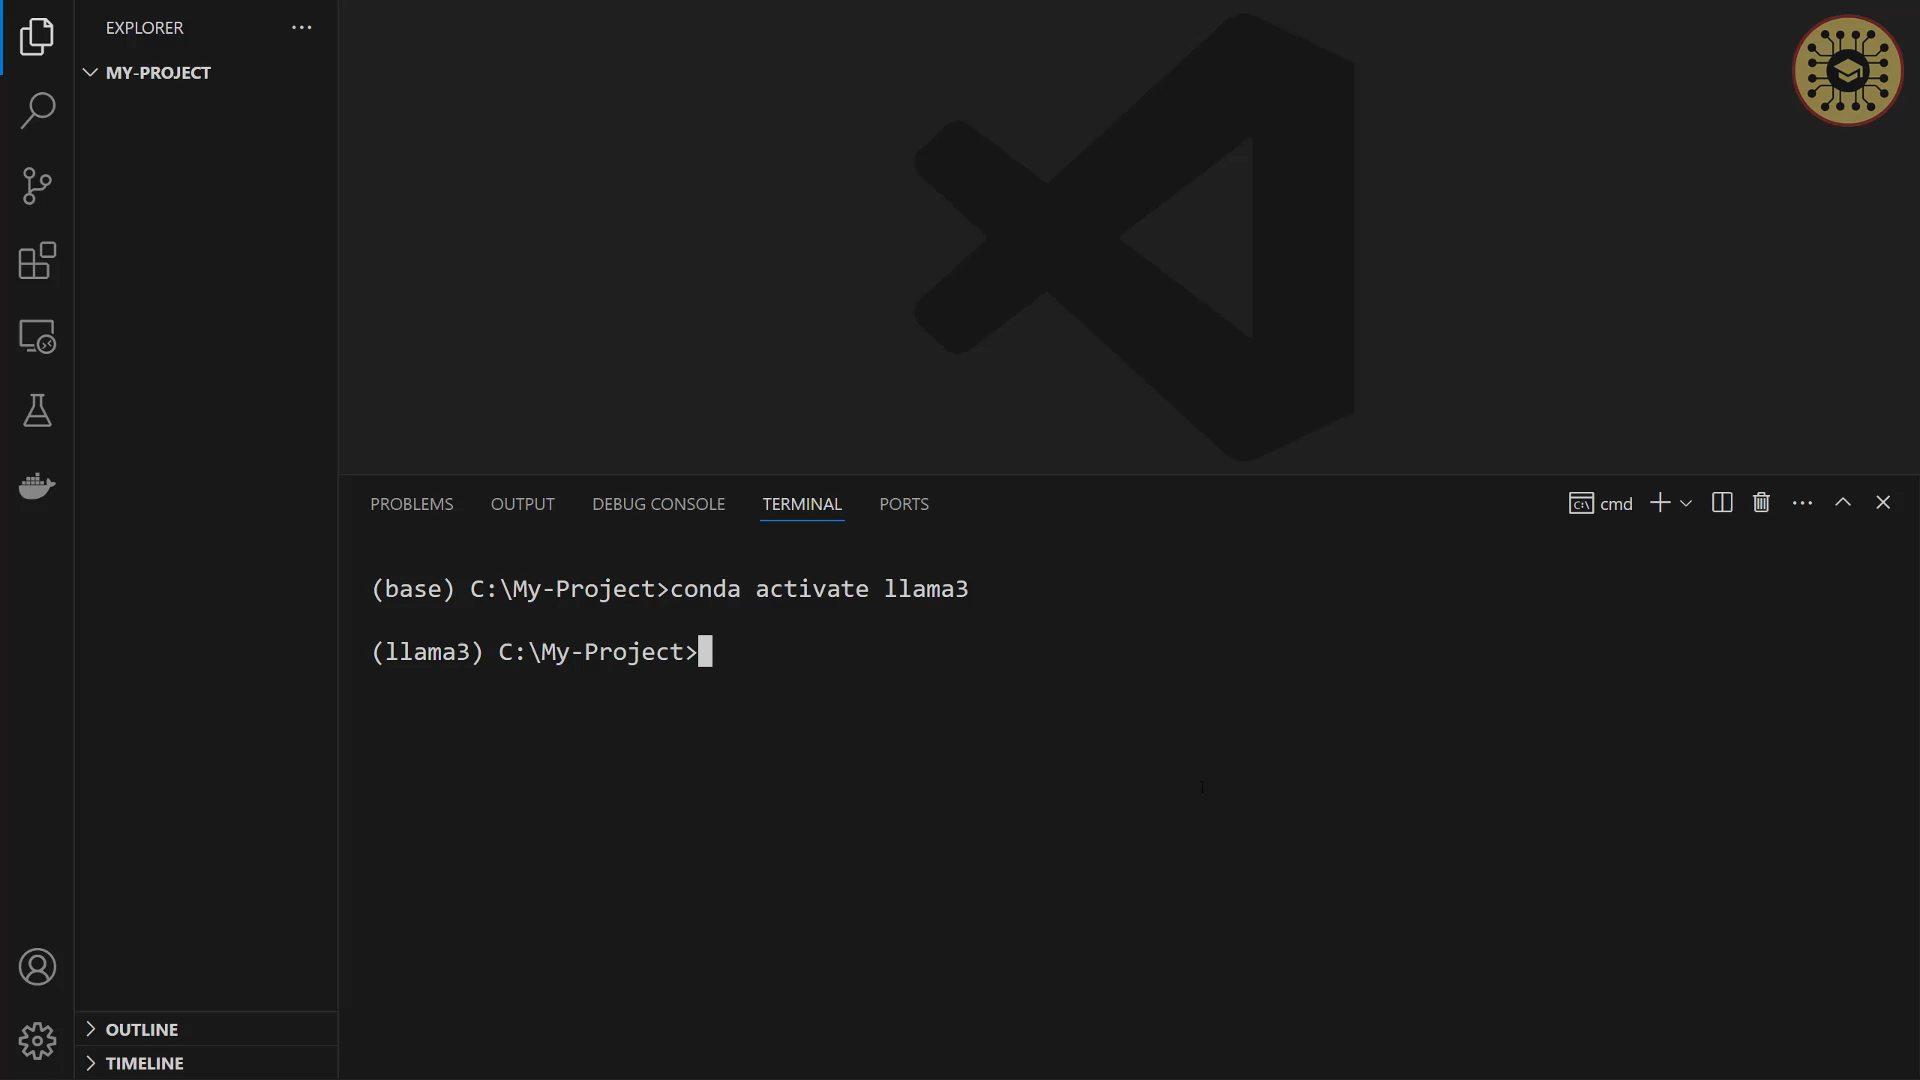 EXPLORER
MY-PROJECT
PROBLEMS OUTPUT DEBUG CONSOLE TERMINAL PORTS
cmd
(base) C:\My-Project>conda activate llama3
(llama3) C:\My-Project>
OUTLINE
TIMELINE